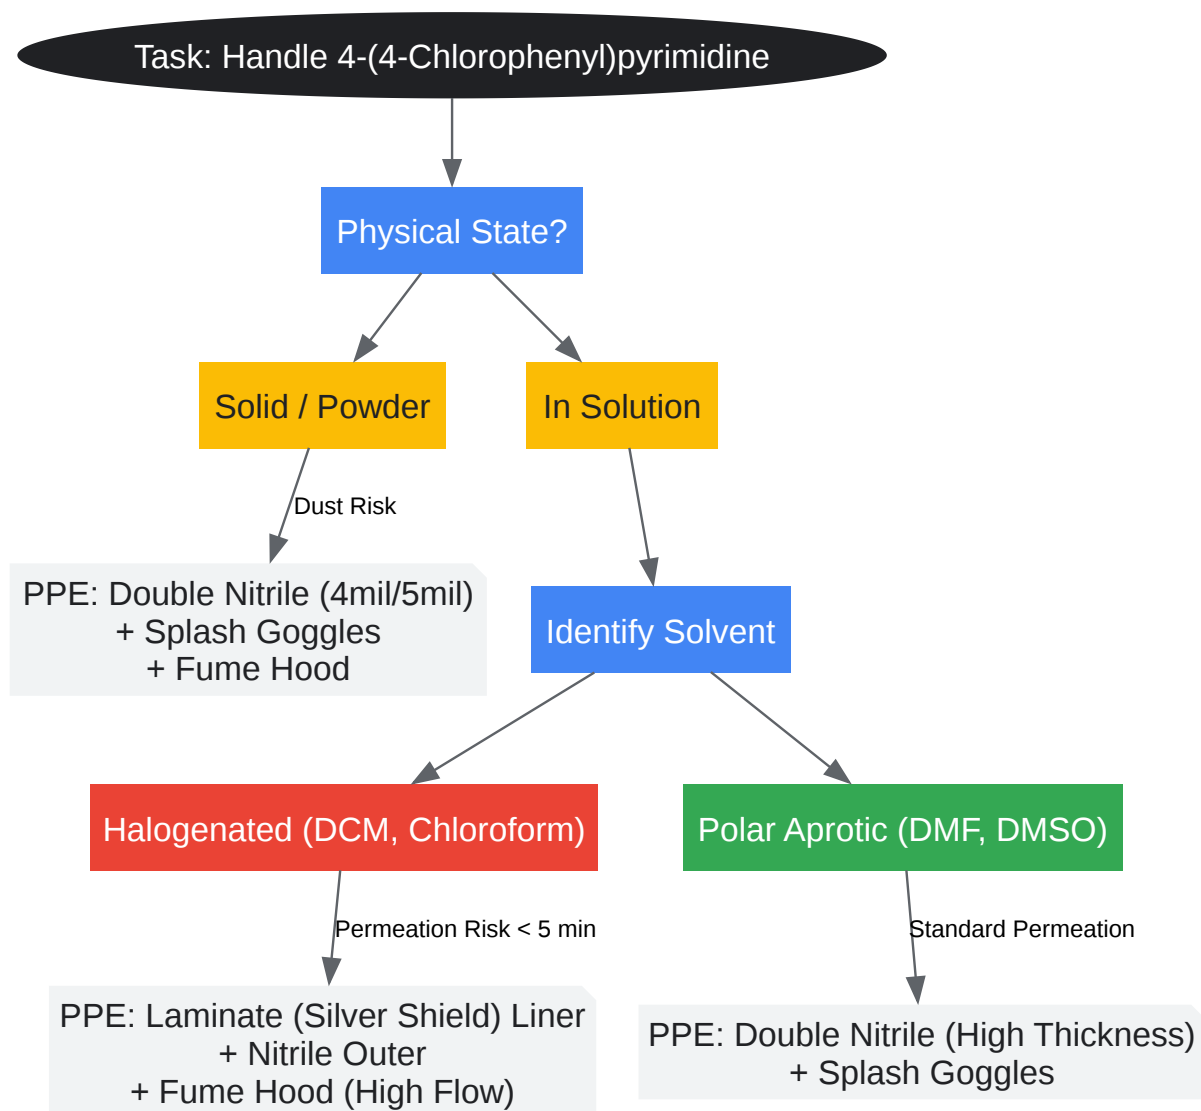 Task: Handle 4-(4-Chlorophenyl)pyrimidine
Physical State?
Solid / Powder
In Solution
Dust Risk
PPE: Double Nitrile (4mil/5mil)
+ Splash Goggles
+ Fume Hood
Identify Solvent
Halogenated (DCM, Chloroform)
Polar Aprotic (DMF, DMSO)
Permeation Risk < 5 min
Standard Permeation
PPE: Laminate (Silver Shield) Liner
+ Nitrile Outer
+ Fume Hood (High Flow)
PPE: Double Nitrile (High Thickness)
+ Splash Goggles